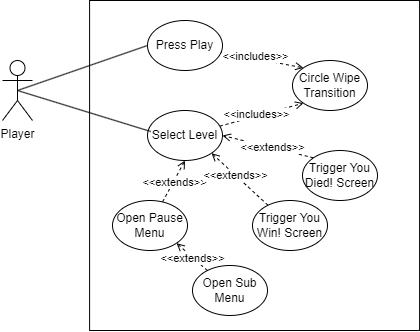 Press Play
<<includes>>
Circle Wipe
Transition
Player
<<includes>>
Select Level
<<extends>>
Trigger You
Died! Screen
<<extends>>
<<extends>>
Open Pause
Menu
Trigger You
Win! Screen
<<extends>>
Open Sub
Menu